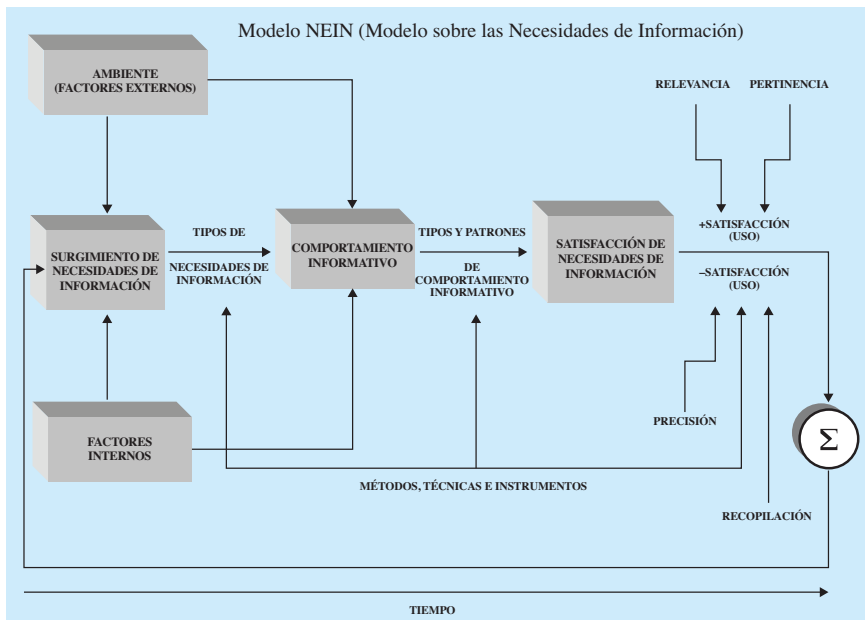 Modelo NEIN (Modelo sobre las Necesidades de Información)
AMBIENTE
(FACTORES EXTERNOS)
RELEVANCIA
PERTINENCIA
SURGIMIENTO DE
NECESIDADES DE
INFORMACIÓN
TIPOS DE
NECESIDADES DE
INFORMACIÓN
COMPORTAMIENTO
INFORMATIVO
TIPOS Y PATRONES
DE
COMPORTAMIENTO
INFORMATIVO
SATISFACCIÓN DE
NECESIDADES DE
INFORMACIÓN
+SATISFACCIÓN
(USO)
–SATISFACCIÓN
(USO)
FACTORES
INTERNOS
PRECISIÓN
Σ
MÉTODOS, TÉCNICAS E INSTRUMENTOS
RECOPILACIÓN
TIEMPO